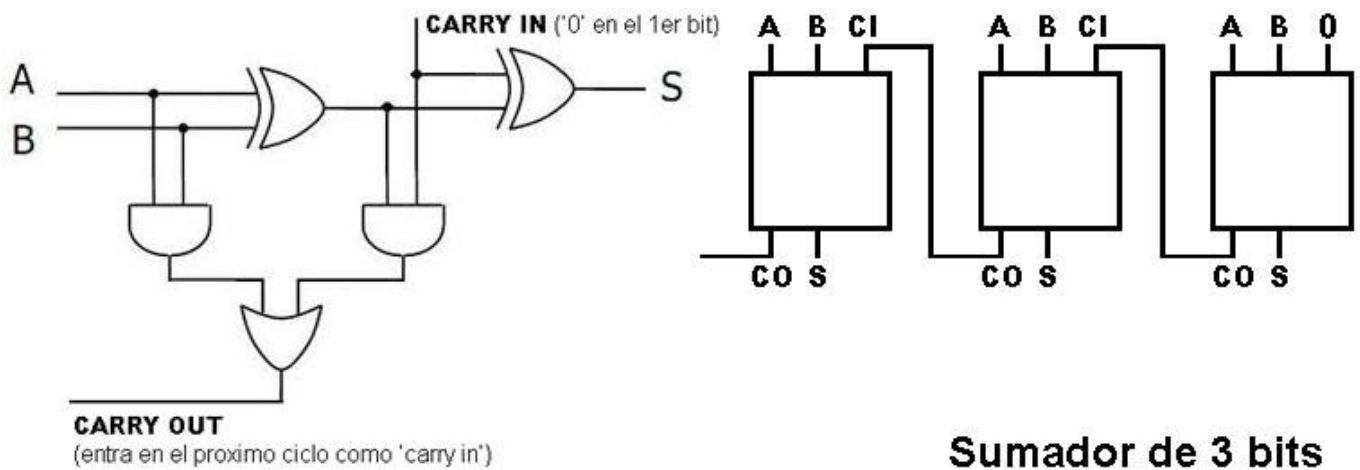 CARRY IN ('0' en el 1er bit)
A
B
S
CARRY OUT
(entra en el proximo ciclo como 'carry in')
A B CI A B CI A B 0
CO S CO S CO S
Sumador de 3 bits